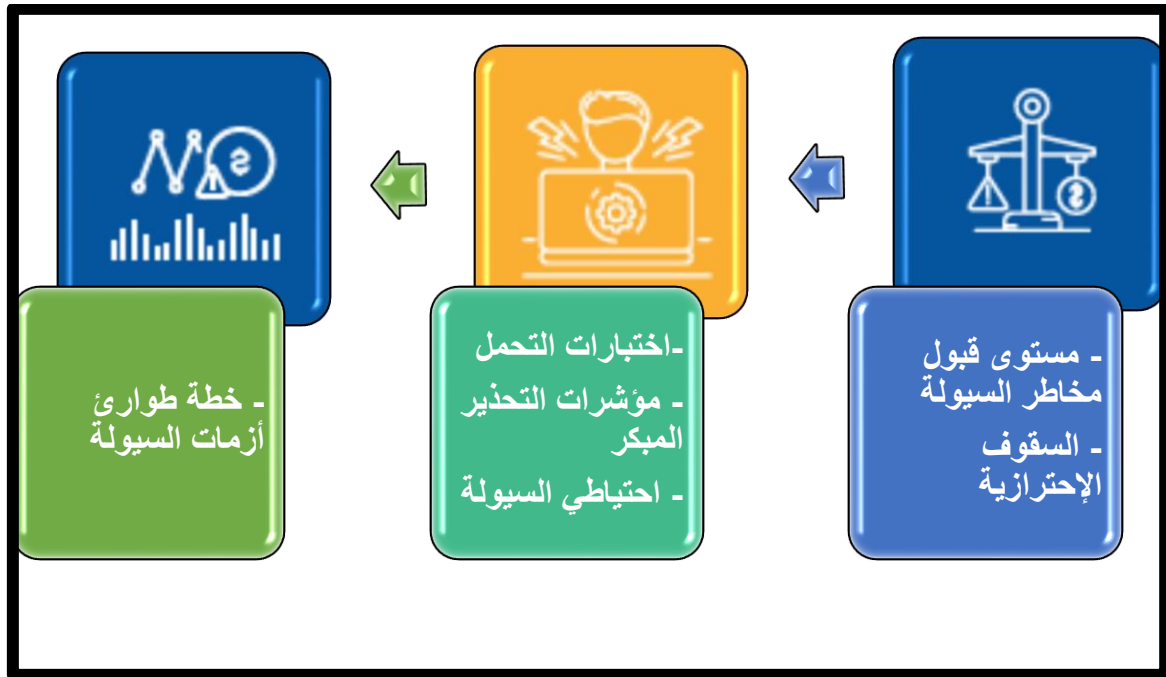 - مستوى قبول
مخاطر السيولة
- السقوف
الإحترازية
-اختبارات التحمل
- مؤشرات التحذير
المبكر
- احتياطي السيولة
- خطة طوارئ
أزمات السيولة